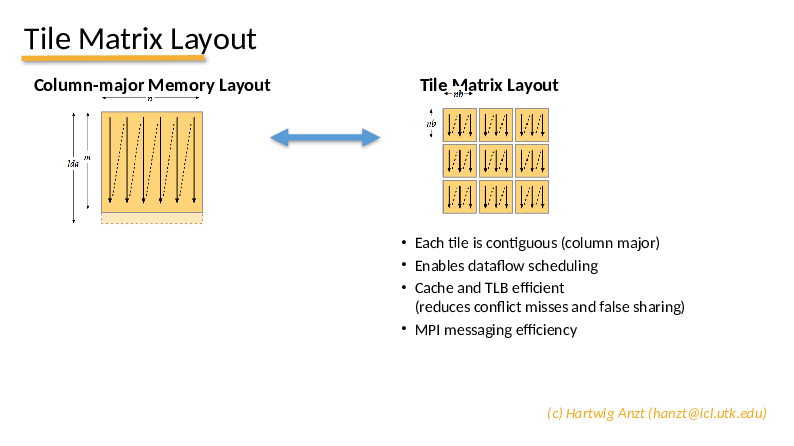 Tile Matrix Layout
Column-major Memory Layout
n
lda
m
Tile Matrix Layout
nb
nb
• Each tile is contiguous (column major)
• Enables dataflow scheduling
• Cache and TLB efficient
(reduces conflict misses and false sharing)
• MPI messaging efficiency
(c) Hartwig Anzt (hanzt@icl.utk.edu)